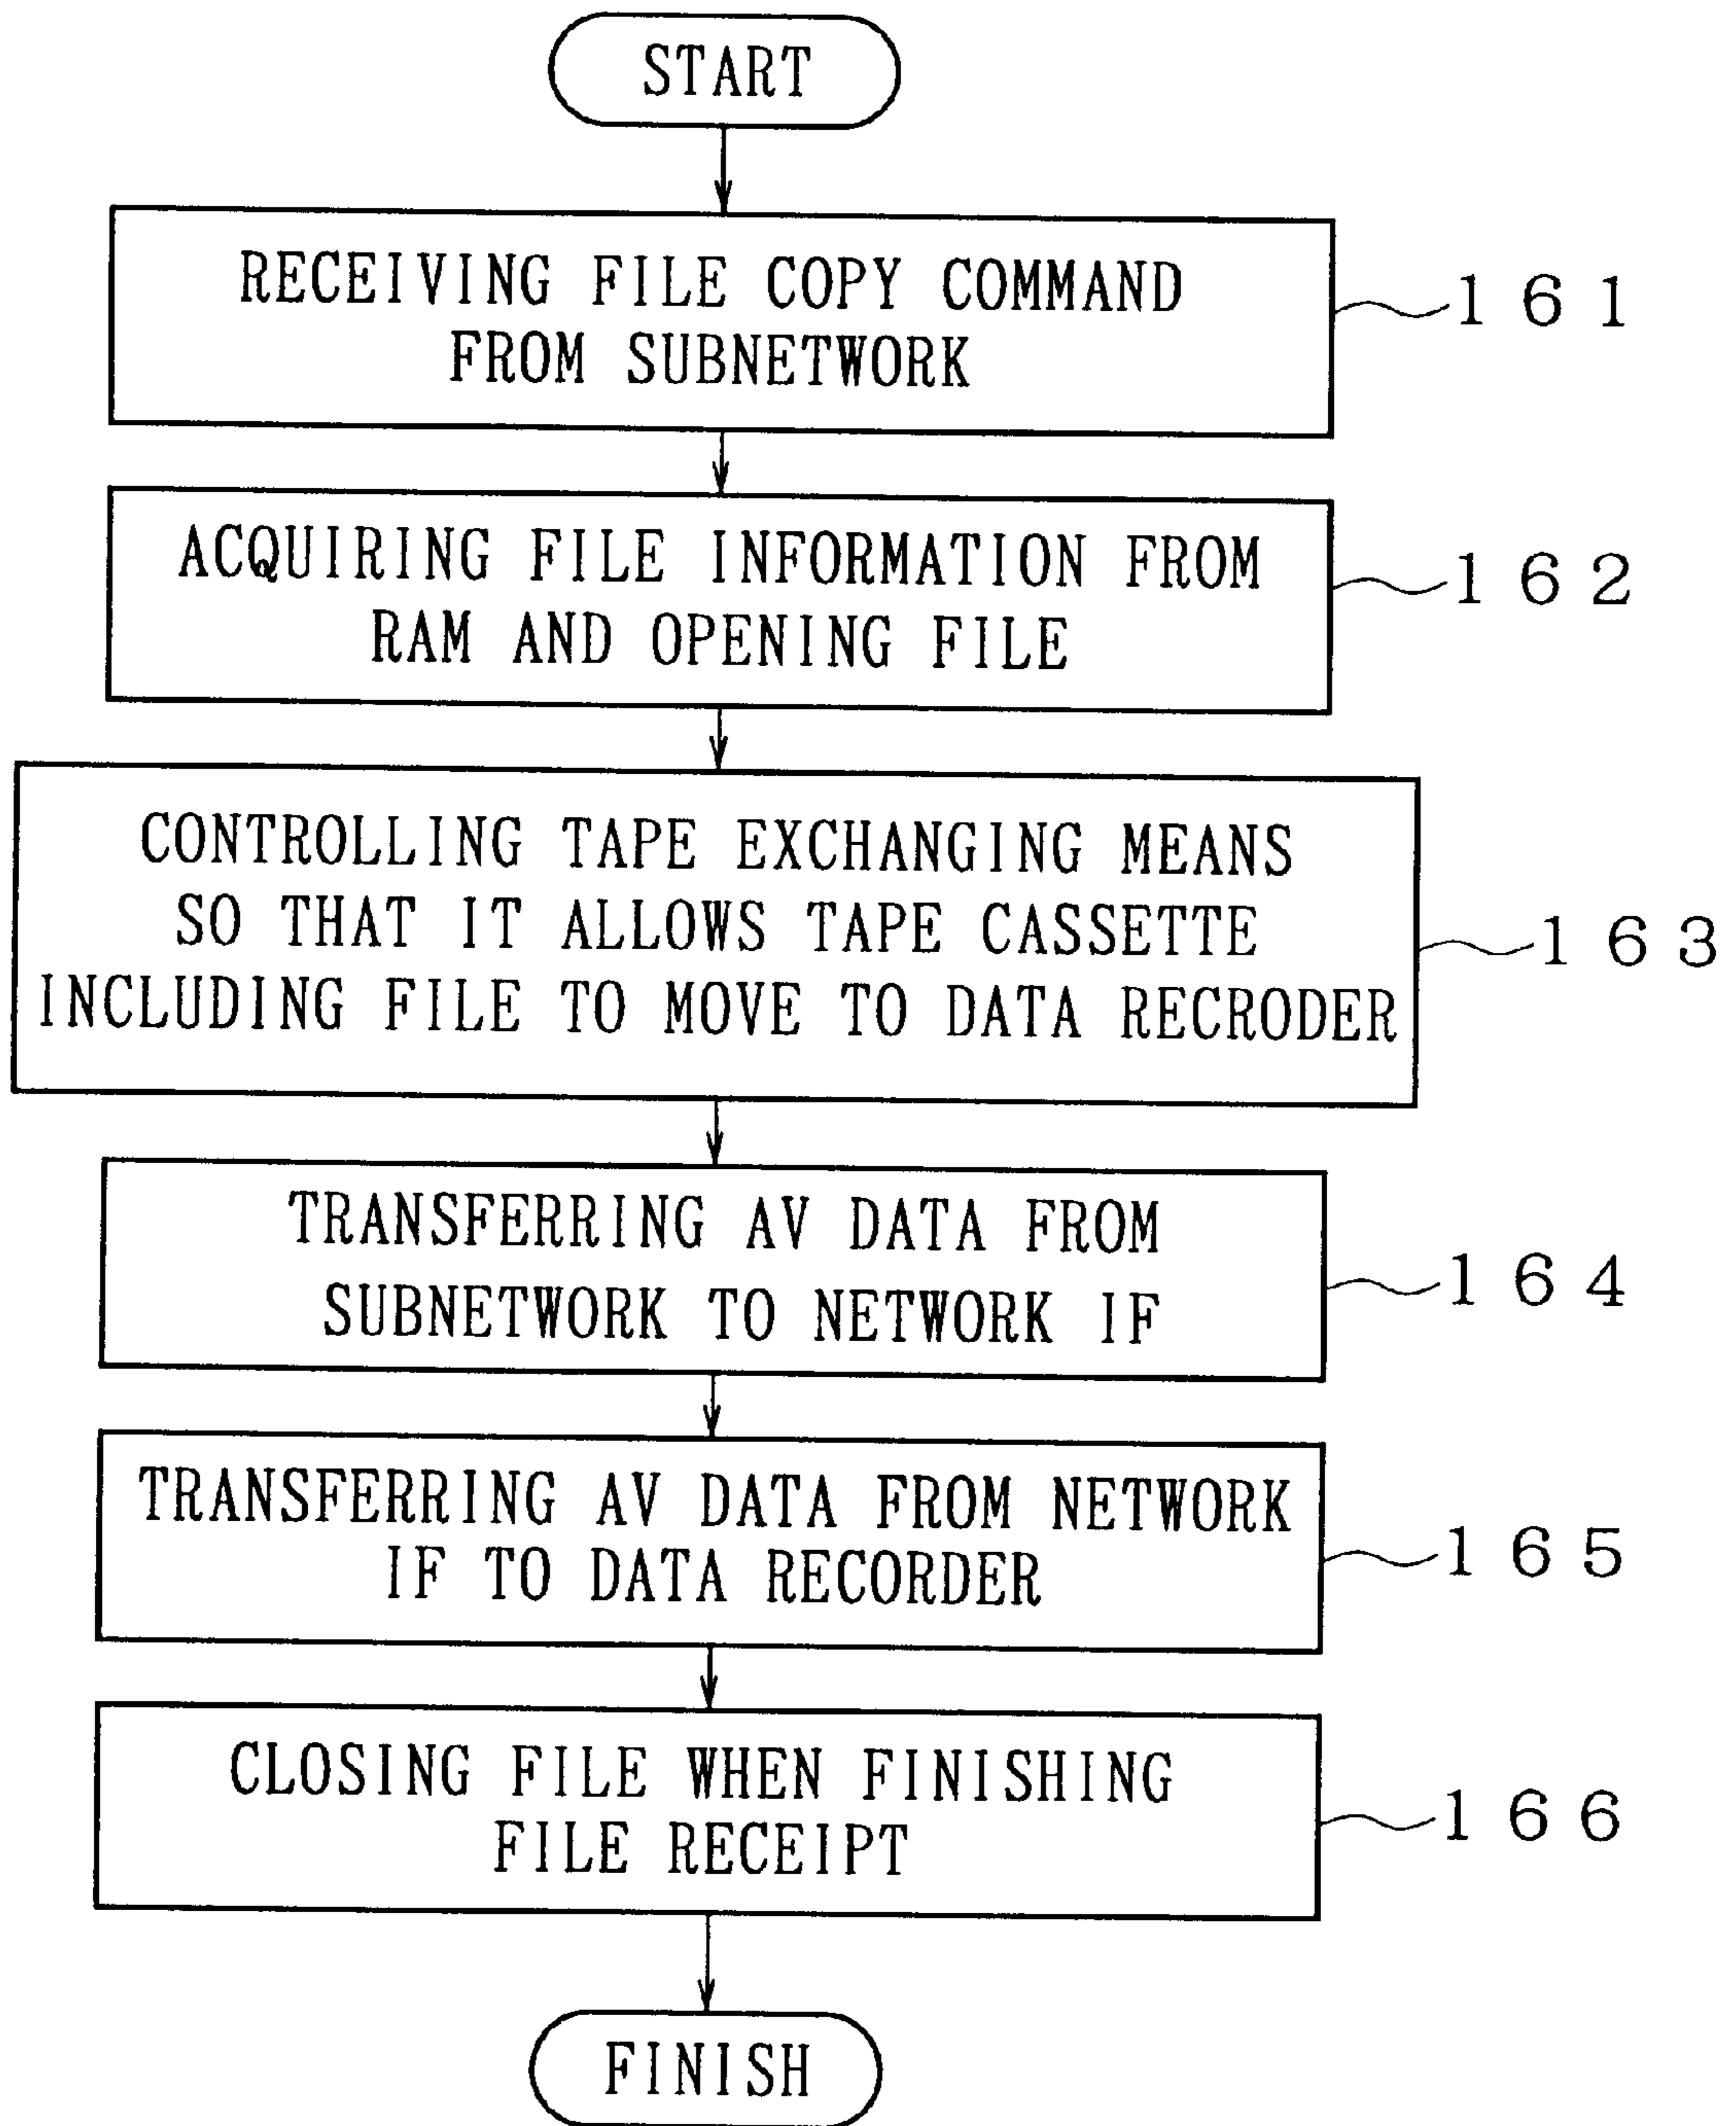 START
RECEIVING FILE COPY COMMAND
FROM SUBNETWORK
161
ACQUIRING FILE INFORMATION FROM
RAM AND OPENING FILE
162
CONTROLLING TAPE EXCHANGING MEANS
SO THAT IT ALLOWS TAPE CASSETTE
INCLUDING FILE TO MOVE TO DATA RECRODER
163
TRANSFERRING AV DATA FROM
SUBNETWORK TO NETWORK IF
164
TRANSFERRING AV DATA FROM NETWORK
IF TO DATA RECORDER
165
CLOSING FILE WHEN FINISHING
FILE RECEIPT
166
FINISH